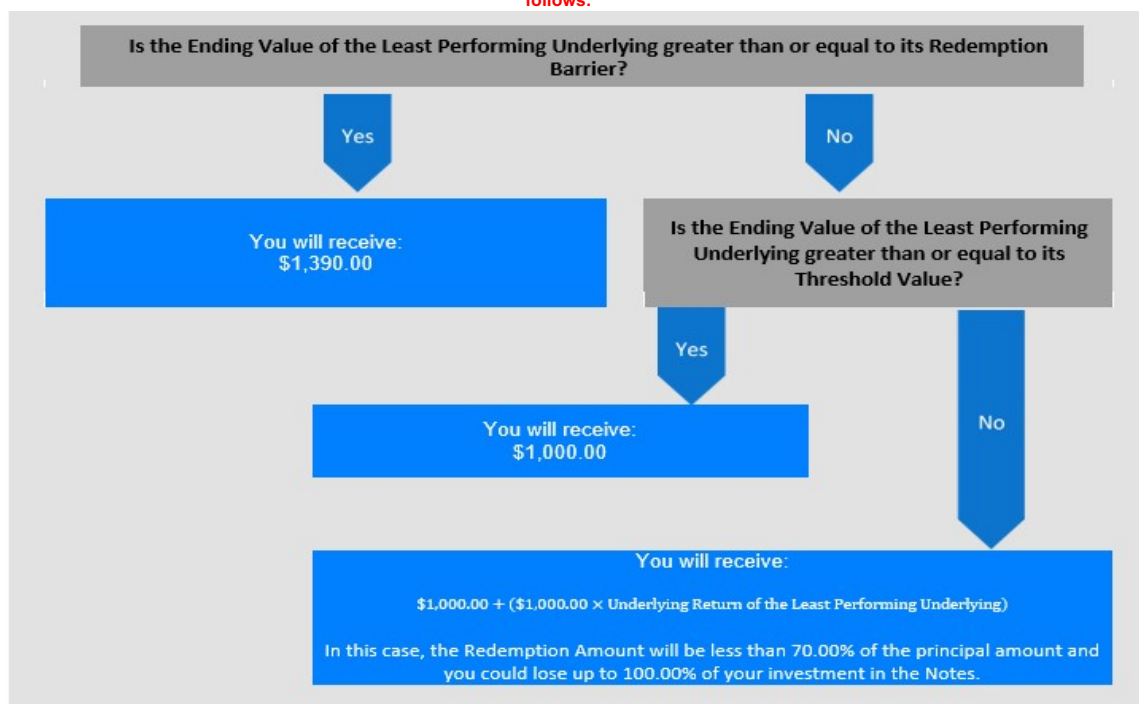 follows:
Is the Ending Value of the Least Performing Underlying greater than or equal to its Redemption
Barrier?
Yes
No
You will receive:
$1,390.00
Is the Ending Value of the Least Performing
Underlying greater than or equal to its
Threshold Value?
Yes
No
You will receive:
$1,000.00
You will receive:
$1,000.00 + ($1,000.00 × Underlying Return of the Least Performing Underlying)
In this case, the Redemption Amount will be less than 70.00% of the principal amount and
you could lose up to 100.00% of your investment in the Notes.